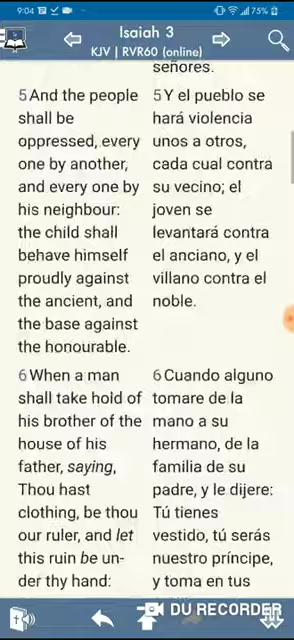 9:04
75%
Isaiah 3
KJV | RVR60 (online)
señores.
5 And the people
shall be
oppressed, every
one by another,
and every one by
his neighbour:
the child shall
behave himself
proudly against
the ancient, and
the base against
the honourable.
6 When a man
shall take hold of
his brother of the
house of his
father, saying,
Thou hast
clothing, be thou
our ruler, and let
this ruin be un-
der thy hand:
5 Y el pueblo se
hará violencia
unos a otros,
cada cual contra
su vecino; el
joven se
levantará contra
el anciano, y el
villano contra el
noble.
6 Cuando alguno
tomare de la
mano a su
hermano, de la
familia de su
padre, y le dijere:
Tú tienes
vestido, tú serás
nuestro príncipe,
y toma en tus
DU RECORDER